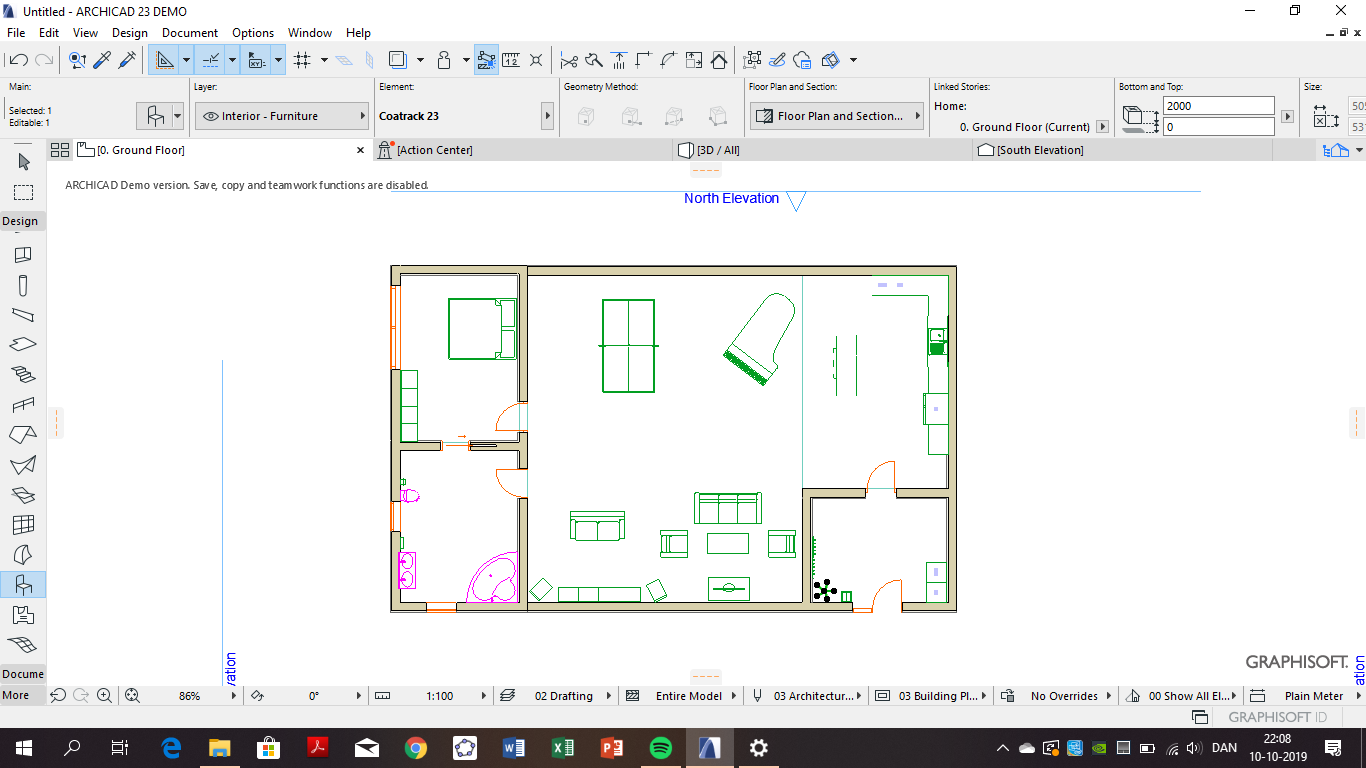 Untitled - ARCHICAD 23 DEMO
File Edit View Design Document Options Window Help
Main: Layer: Element: Geometry Method: Floor Plan and Section: Linked Stories: Bottom and Top: Size:
Selected: 1
Editable: 1
Interior - Furniture
Coatrack 23
Floor Plan and Section...
Home:
0. Ground Floor (Current)
2000
0
[0. Ground Floor] [Action Center] [3D / All] [South Elevation]
ARCHICAD Demo version. Save, copy and teamwork functions are disabled.
North Elevation
Design
vation
GRAPHISOFT.
ation
Docume
More
86% 0° 1:100 02 Drafting Entire Model 03 Architectur... 03 Building Pl... No Overrides 00 Show All El... Plain Meter
GRAPHISOFT ID
DAN
22:08
10-10-2019